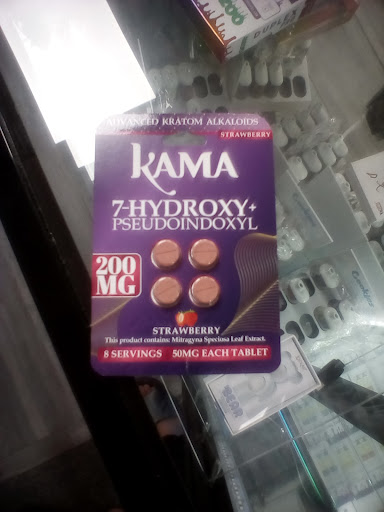 ADVANCED KRATOM ALKALOIDS
STRAWBERRY
KAMA
7-HYDROXY+
PSEUDOINDOXYL
200
MG
STRAWBERRY
This product contains: Mitragyna Speciosa Leaf Extract.
8 SERVINGS 50MG EACH TABLET